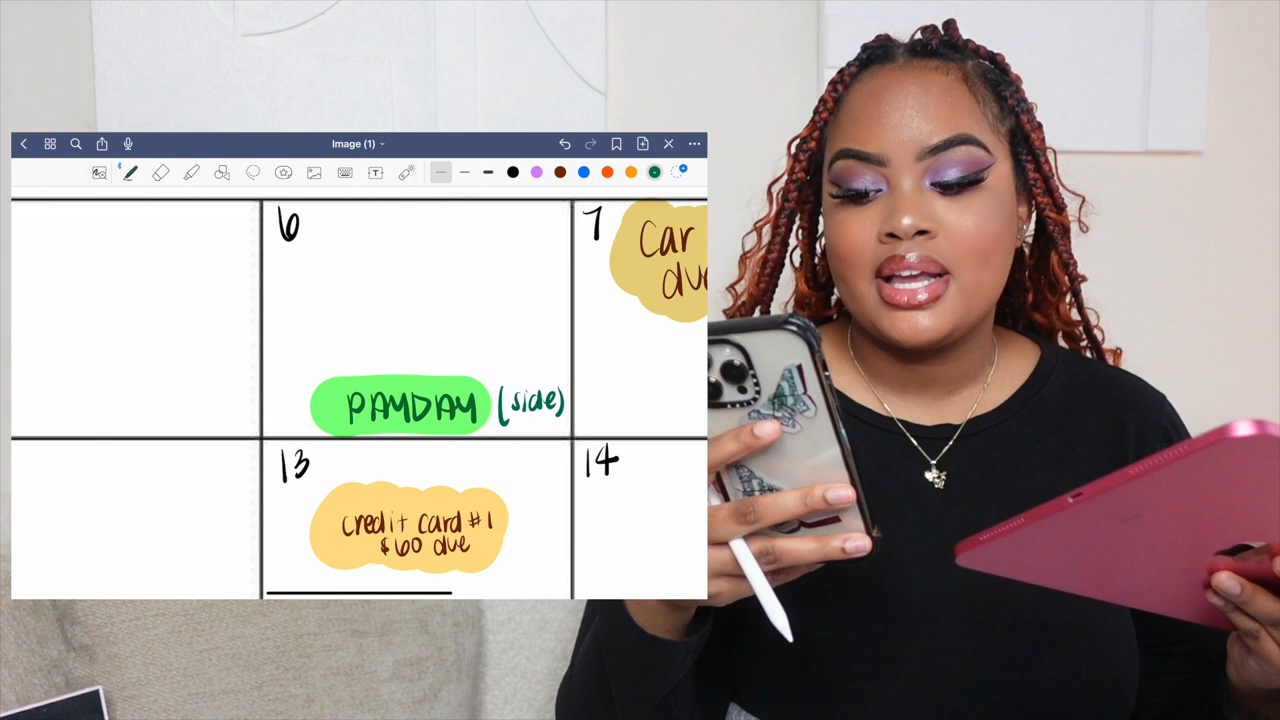 Image (1)
6
7
Car
due
PAYDAY (side)
13
14
credit card #1
$60 due